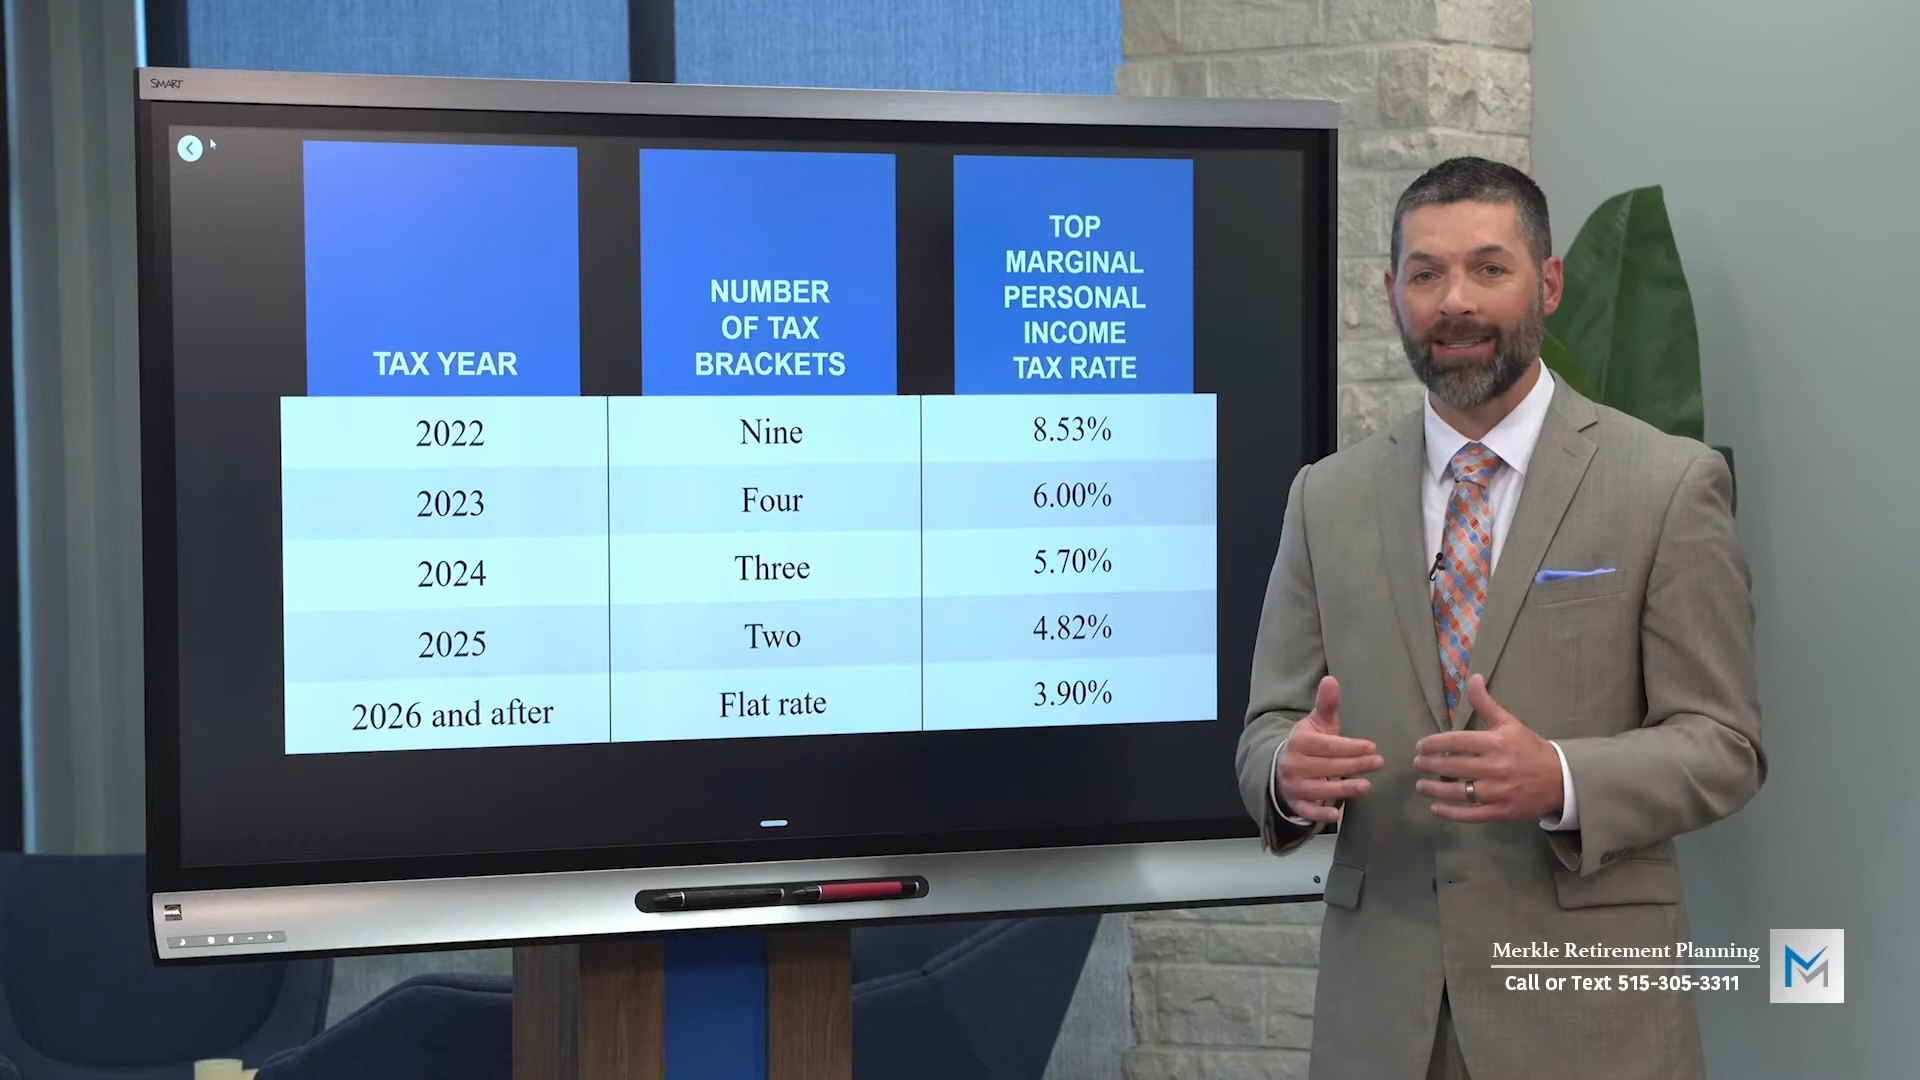 SMART
TAX YEAR
NUMBER
OF TAX
BRACKETS
TOP
MARGINAL
PERSONAL
INCOME
TAX RATE
2022 Nine 8.53%
2023 Four 6.00%
2024 Three 5.70%
2025 Two 4.82%
2026 and after Flat rate 3.90%
Merkle Retirement Planning
Call or Text 515-305-3311